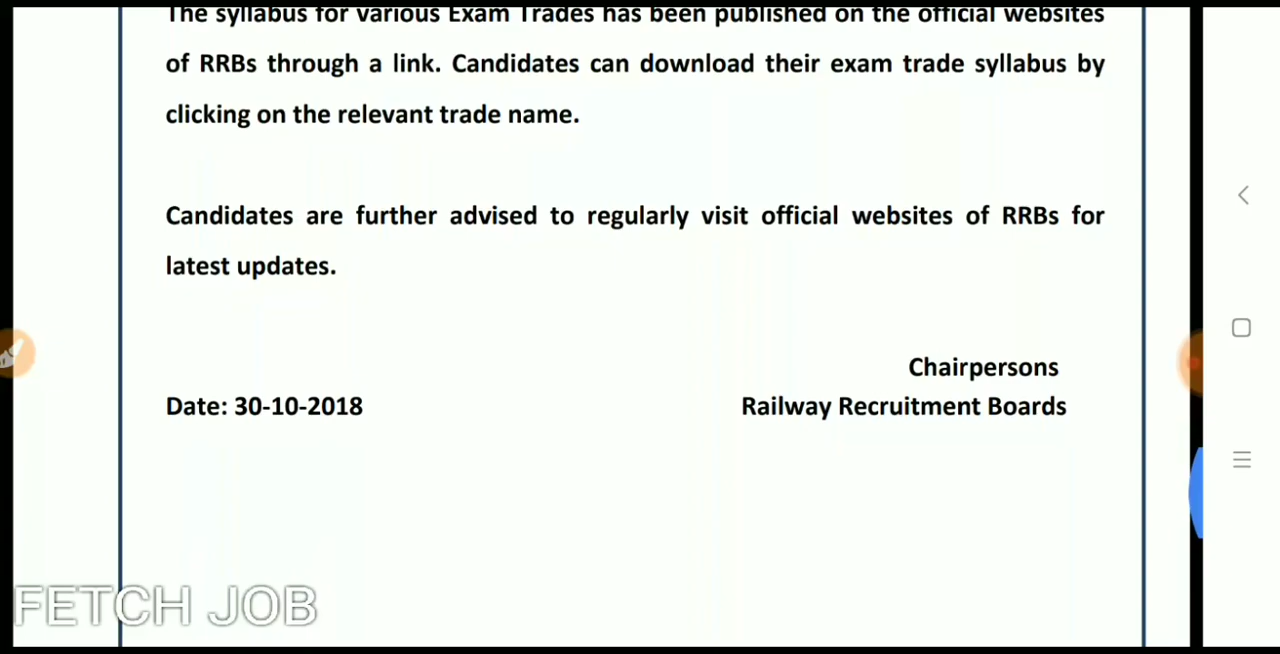 The syllabus for various Exam Trades has been published on the official websites
of RRBs through a link. Candidates can download their exam trade syllabus by
clicking on the relevant trade name.
Candidates are further advised to regularly visit official websites of RRBs for
latest updates.
Chairpersons
Date: 30-10-2018 Railway Recruitment Boards
FETCH JOB